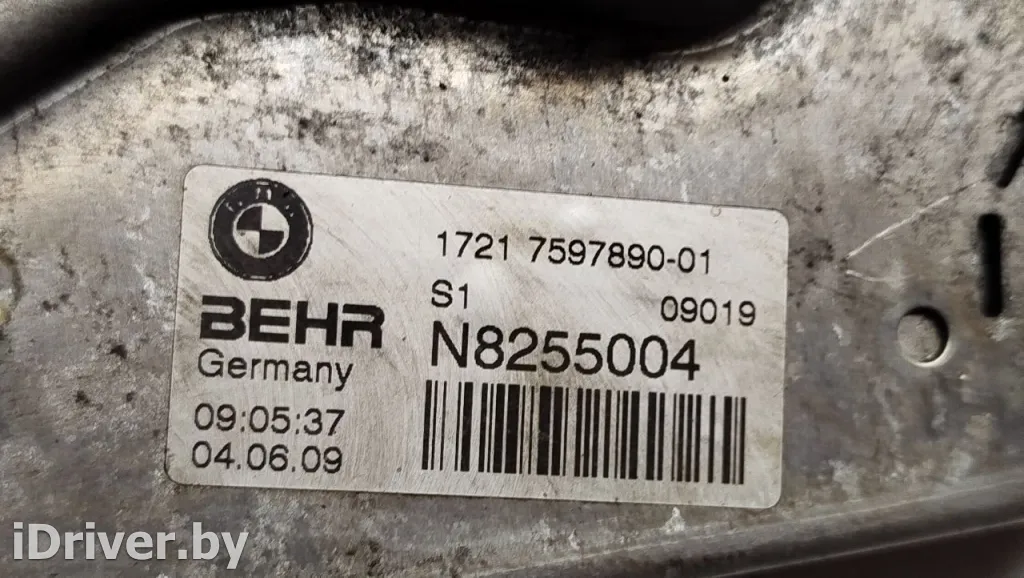 1721 7597890-01
S1 09019
BEHR
N8255004
Germany
09:05:37
04.06.09
iDriver.by